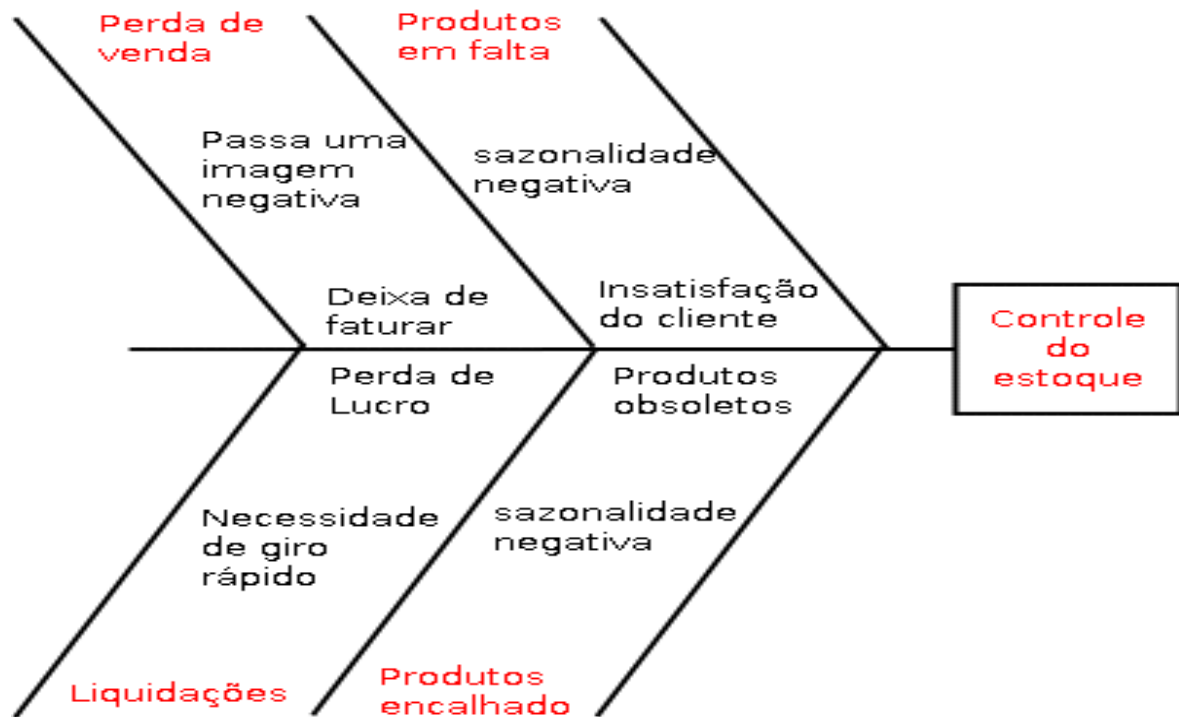 Perda de
venda
Produtos
em falta
Passa uma
imagem
negativa
sazonalidade
negativa
Deixa de
faturar
Insatisfação
do cliente
Controle
do
estoque
Perda de
Lucro
Produtos
obsoletos
Necessidade
de giro
rápido
sazonalidade
negativa
Liquidações
Produtos
encalhado